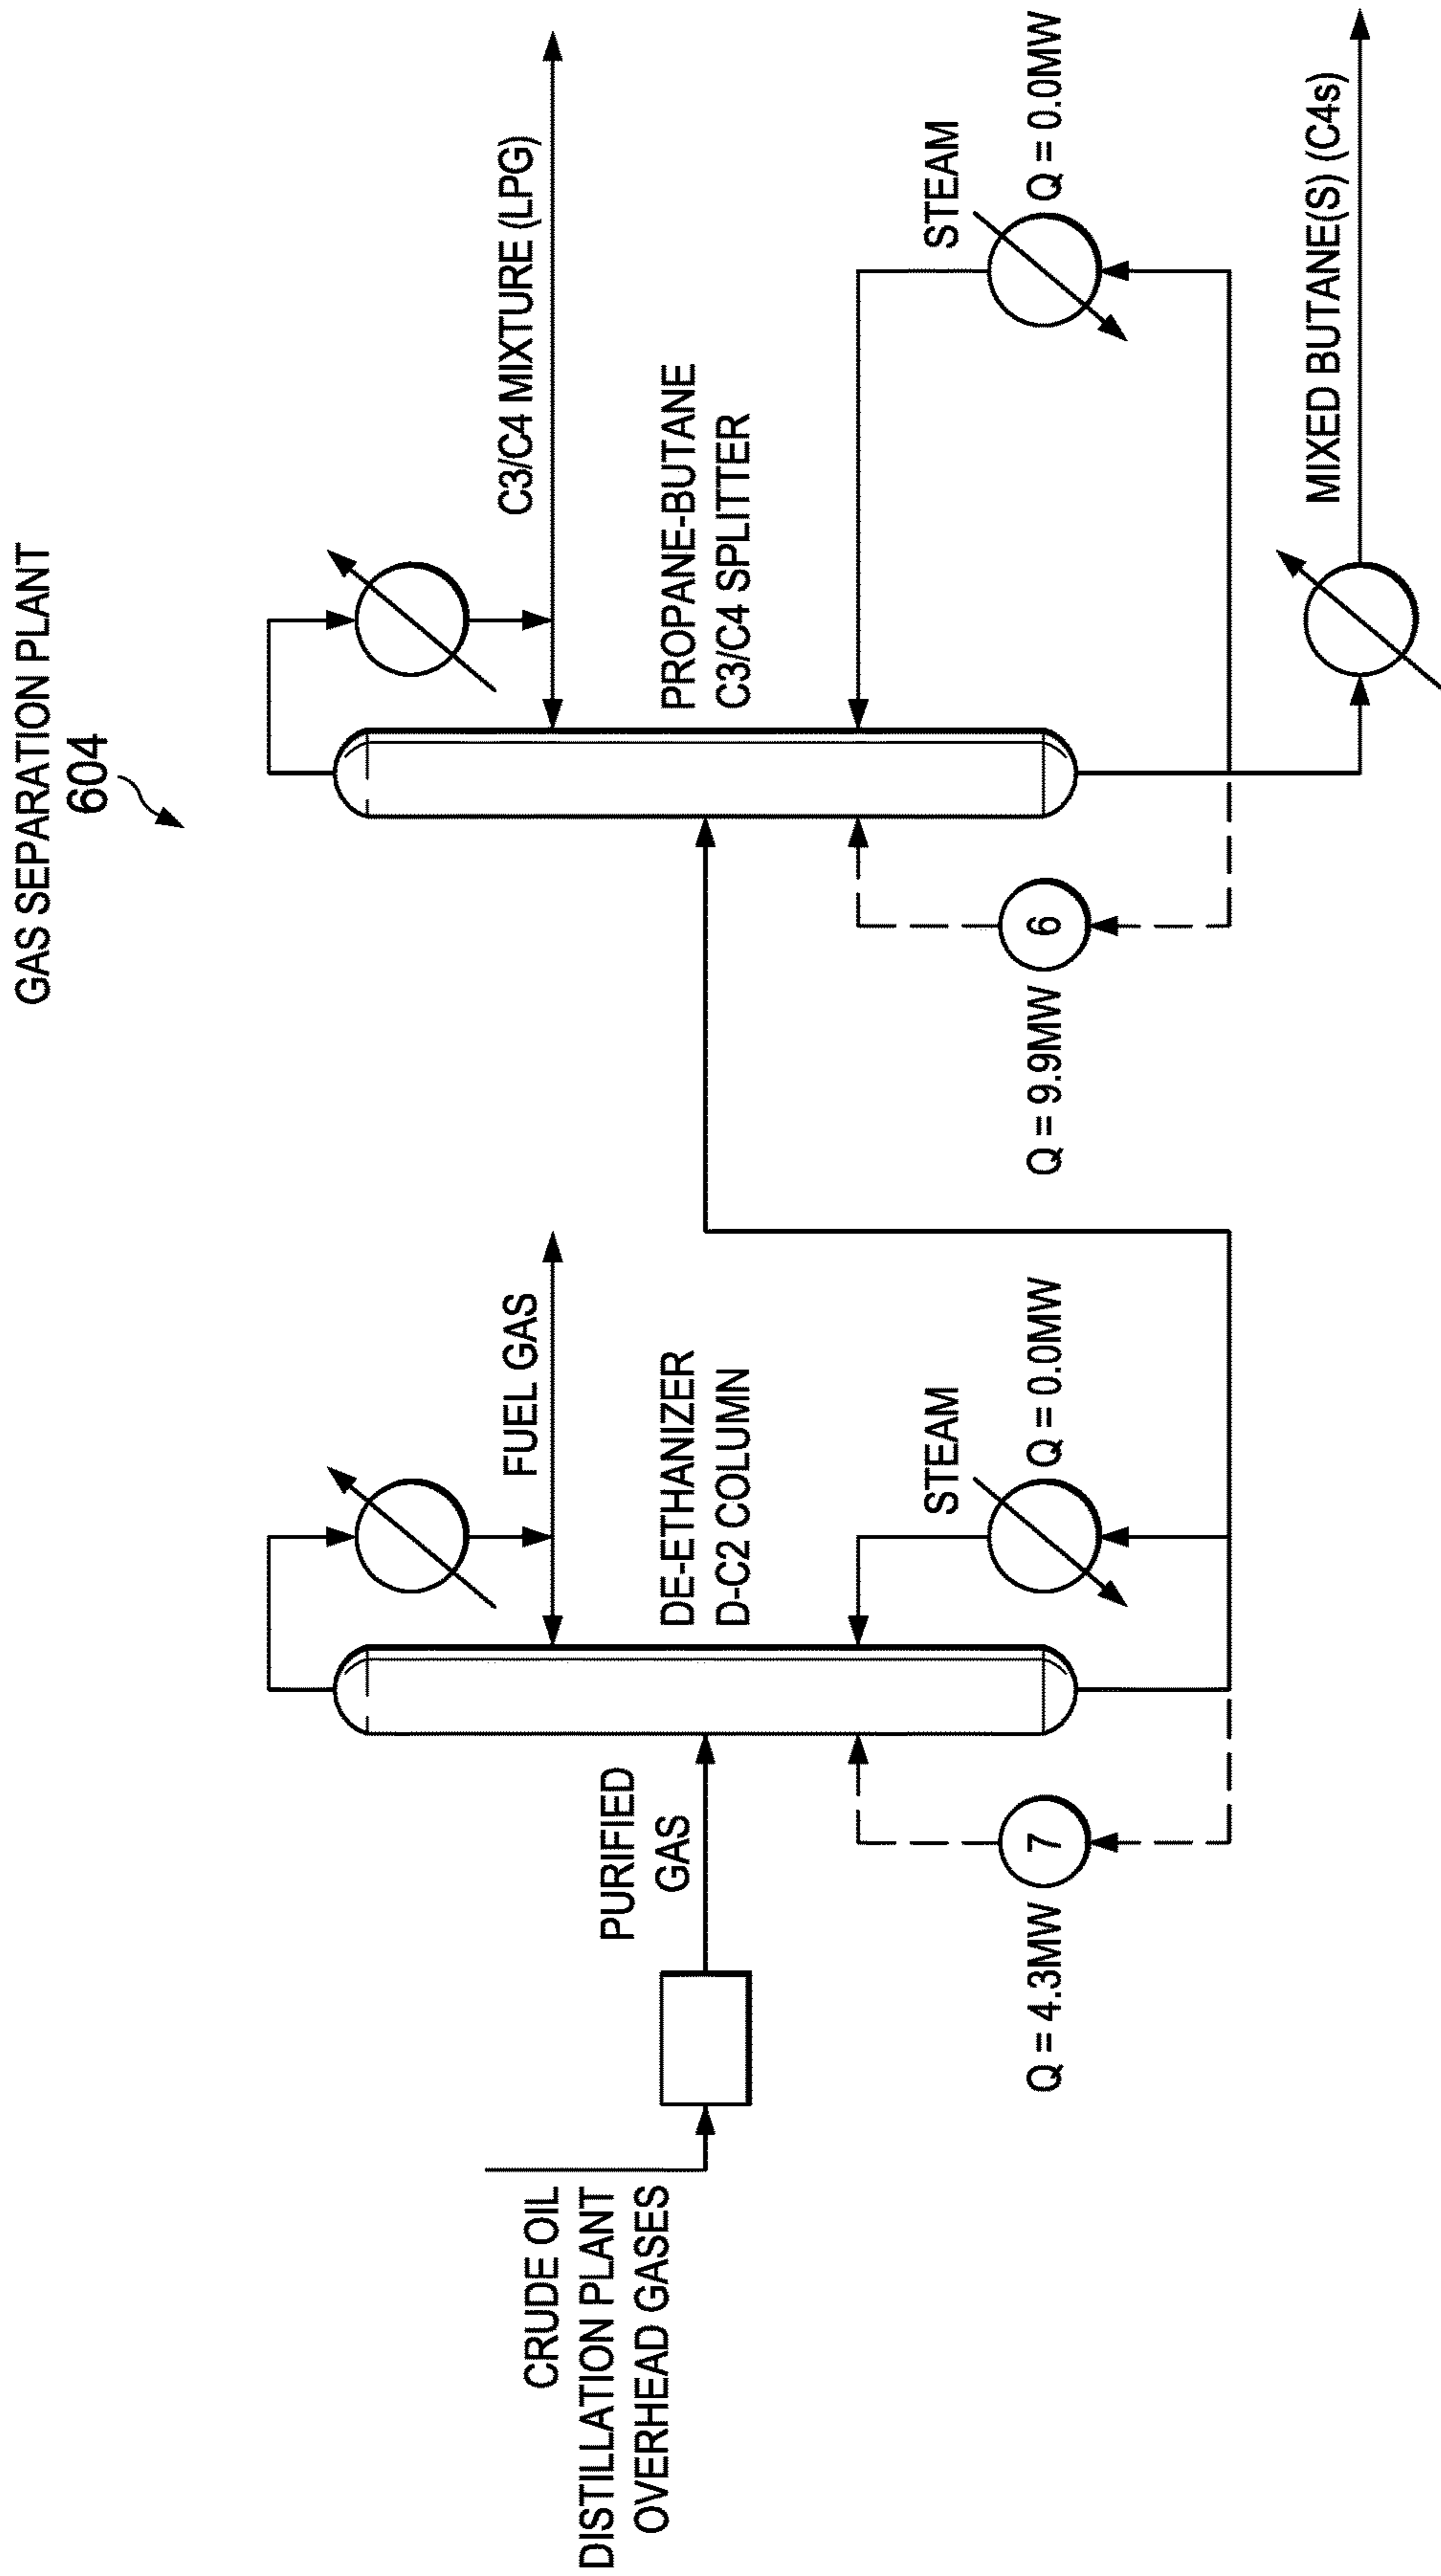 GAS SEPARATION PLANT
604
CRUDE OIL
DISTILLATION PLANT
OVERHEAD GASES
PURIFIED
GAS
FUEL GAS
DE-ETHANIZER
D-C2 COLUMN
STEAM
Q = 0.0MW
7
Q = 4.3MW
C3/C4 MIXTURE (LPG)
PROPANE-BUTANE
C3/C4 SPLITTER
STEAM
Q = 0.0MW
6
Q = 9.9MW
MIXED BUTANE(S) (C4s)